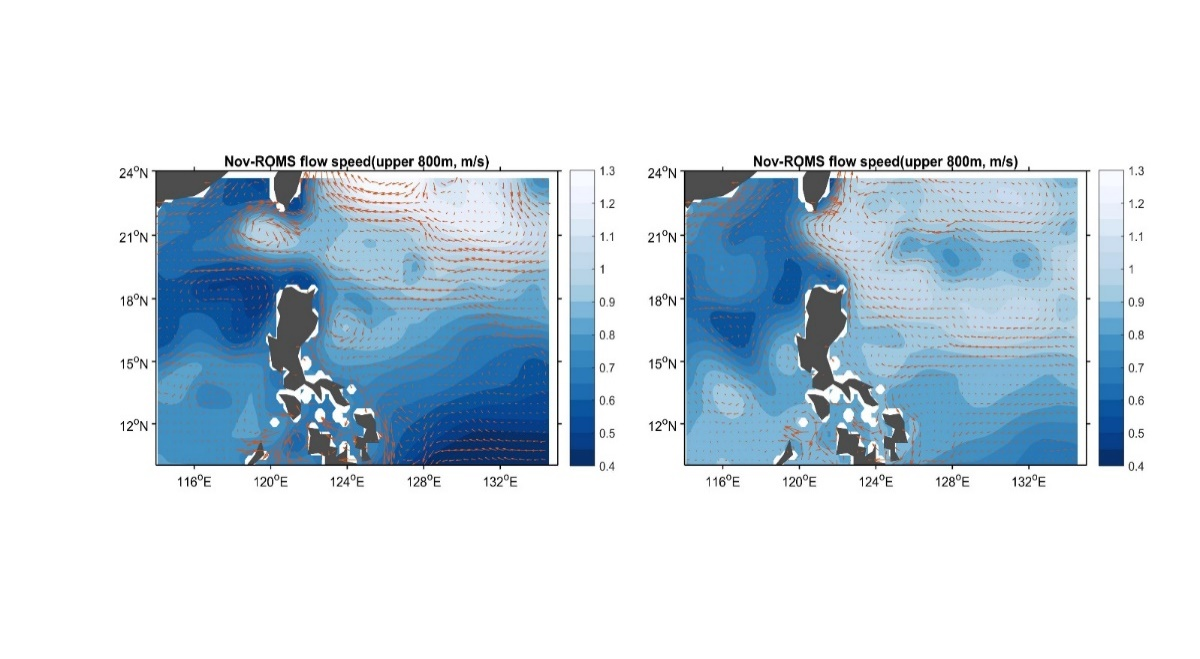 Nov-ROMS flow speed(upper 800m, m/s)
24°N
21°N
18°N
15°N
12°N
116°E
120°E
124°E
128°E
132°E
1.3
1.2
1.1
1
0.9
0.8
0.7
0.6
0.5
0.4
Nov-ROMS flow speed(upper 800m, m/s)
24°N
21°N
18°N
15°N
12°N
116°E
120°E
124°E
128°E
132°E
1.3
1.2
1.1
1
0.9
0.8
0.7
0.6
0.5
0.4